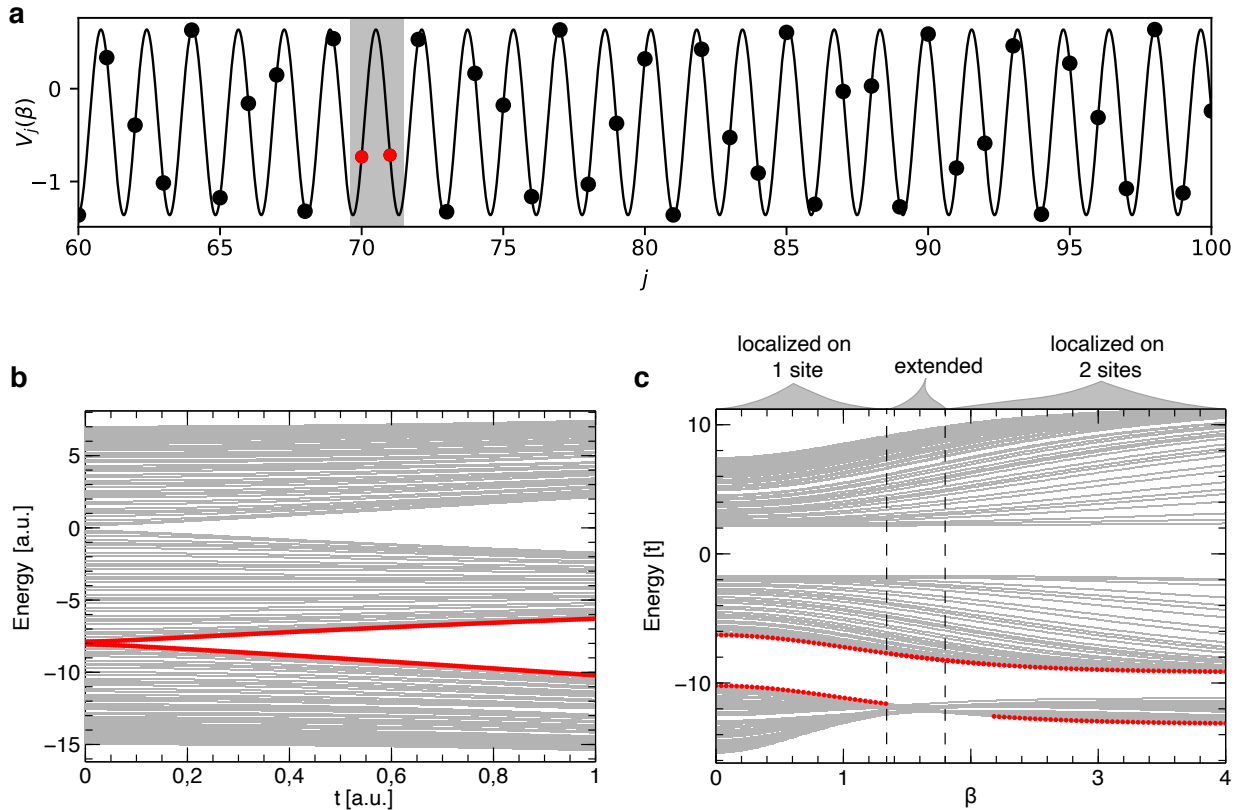 a
V_j(β)
0
−1
60 65 70 75 80 85 90 95 100
j
b
Energy [a.u.]
5
0
−5
−10
−15
0 0,2 0,4 0,6 0,8 1
t [a.u.]
c
localized on
1 site
extended
localized on
2 sites
Energy [t]
10
0
−10
0 1 3 4
β